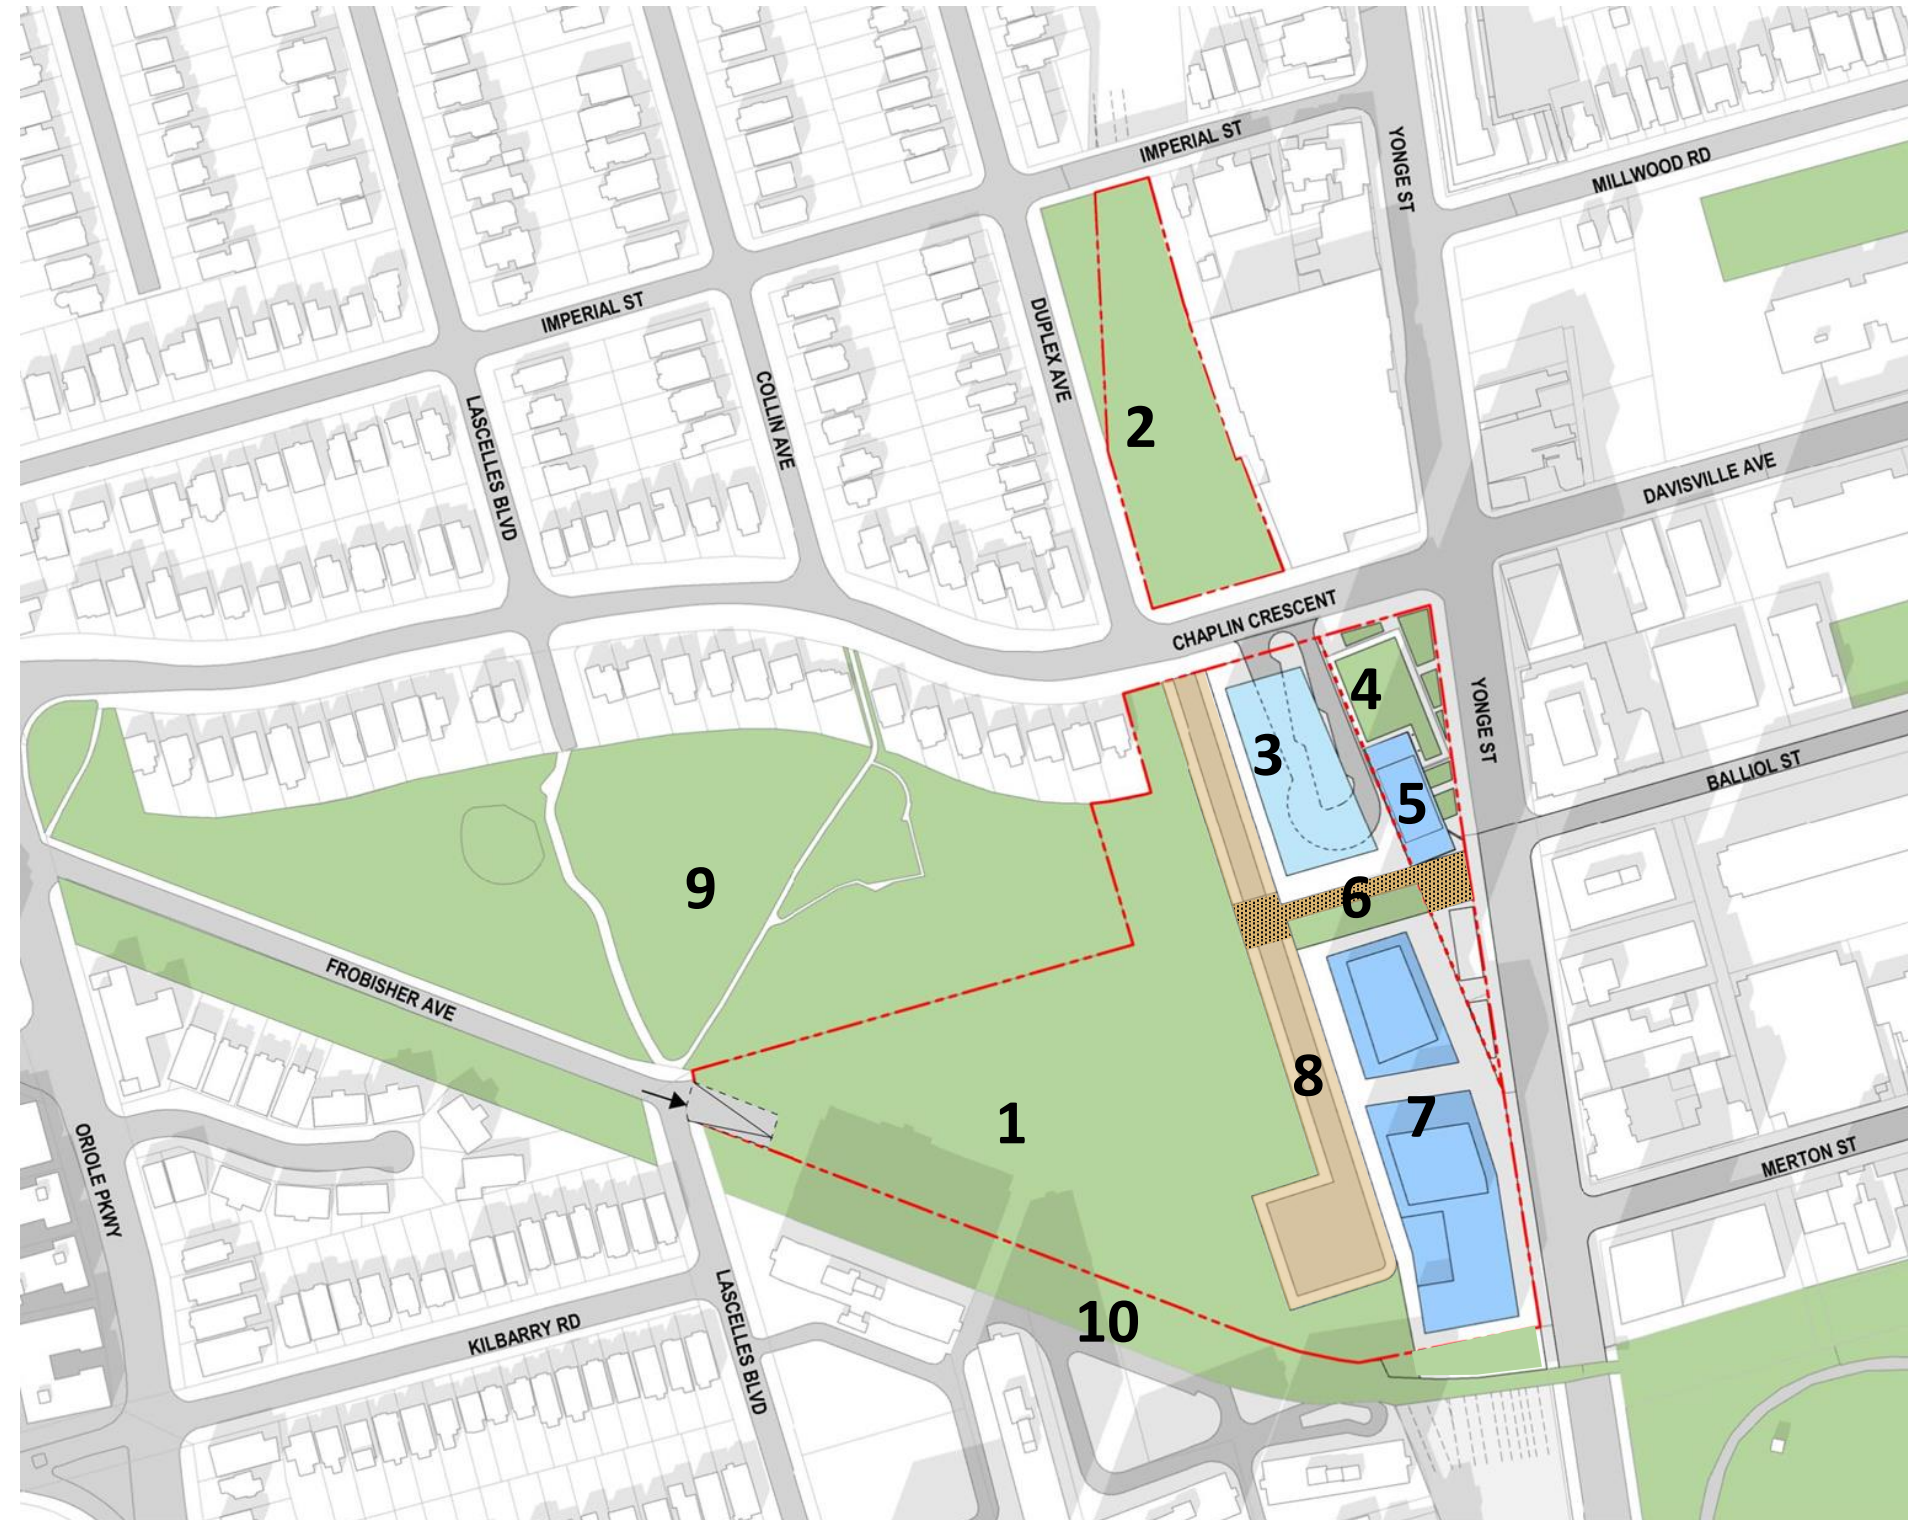 IMPERIAL ST
YONGE ST
MILLWOOD RD
IMPERIAL ST
DUPLEX AVE
2
COLLIN AVE
LASCELLES BLVD
DAVISVILLE AVE
CHAPLIN CRESCENT
4
3
YONGE ST
5
BALLIOL ST
9
6
FROBISHER AVE
8
1
7
MERTON ST
ORIOLE PKWY
10
KILBARRY RD
LASCELLES BLVD